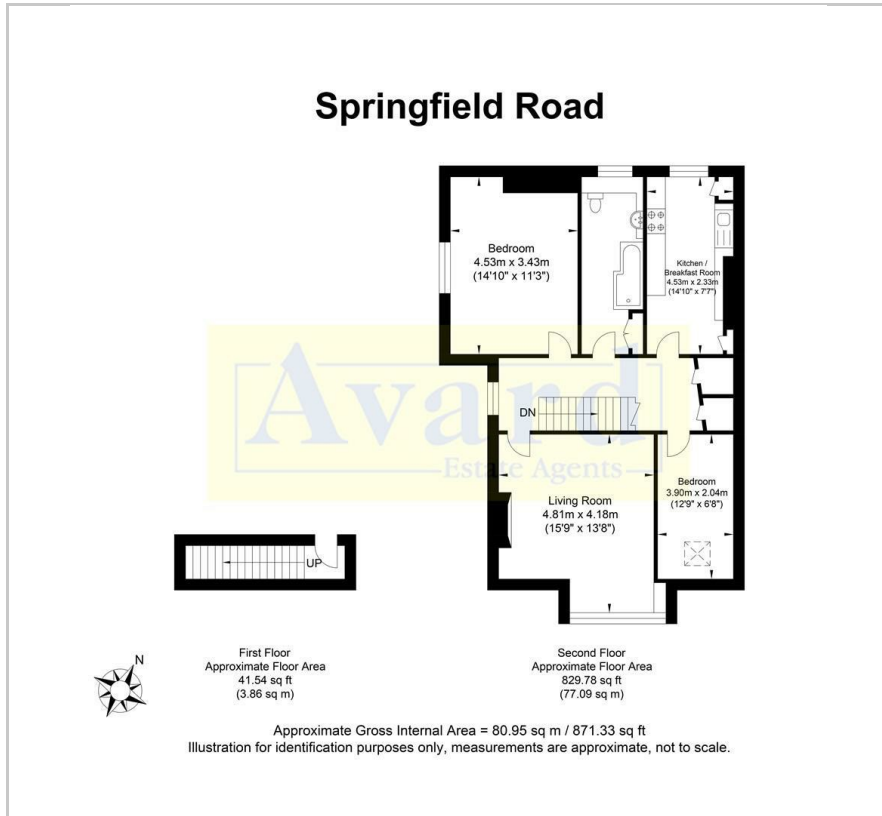 Springfield Road
Bedroom
4.53m x 3.43m
(14'10" x 11'3")
Kitchen /
Breakfast Room
4.53m x 2.33m
(14'10" x 7'7")
Avard
Estate Agents
DN
Living Room
4.81m x 4.18m
(15'9" x 13'8")
Bedroom
3.90m x 2.04m
(12'9" x 6'8")
UP
N
First Floor
Approximate Floor Area
41.54 sq ft
(3.86 sq m)
Second Floor
Approximate Floor Area
829.78 sq ft
(77.09 sq m)
Approximate Gross Internal Area = 80.95 sq m / 871.33 sq ft
Illustration for identification purposes only, measurements are approximate, not to scale.